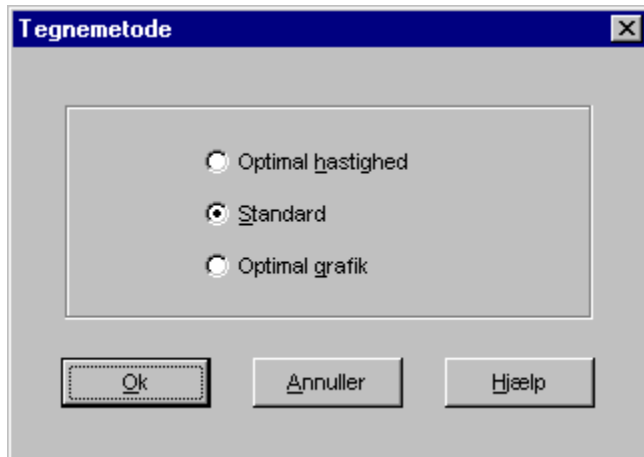 Tegnemetode
Optimal hastighed
Standard
Optimal grafik
Ok Annuller Hjælp